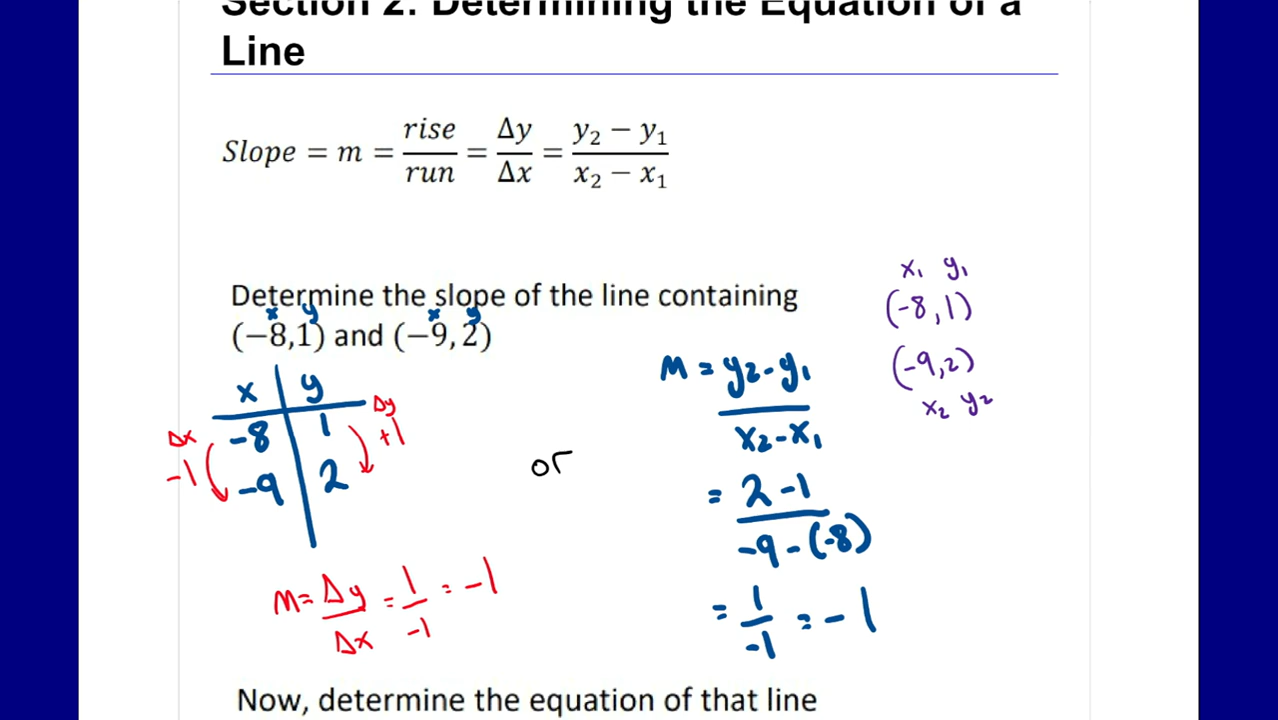 Section 2: Determining the Equation of a
Line
Slope = m = rise/run = Δy/Δx = (y₂ − y₁)/(x₂ − x₁)
Determine the slope of the line containing
x y x y
(−8,1) and (−9,2)
x y
-8 1
-9 2
Δx
-1
Δy
+1
m = Δy/Δx = 1/-1 = -1
or
M = y₂-y₁
x₂-x₁
= 2-1
-9-(-8)
= 1/-1 = -1
x₁ y₁
(-8,1)
(-9,2)
x₂ y₂
Now, determine the equation of that line